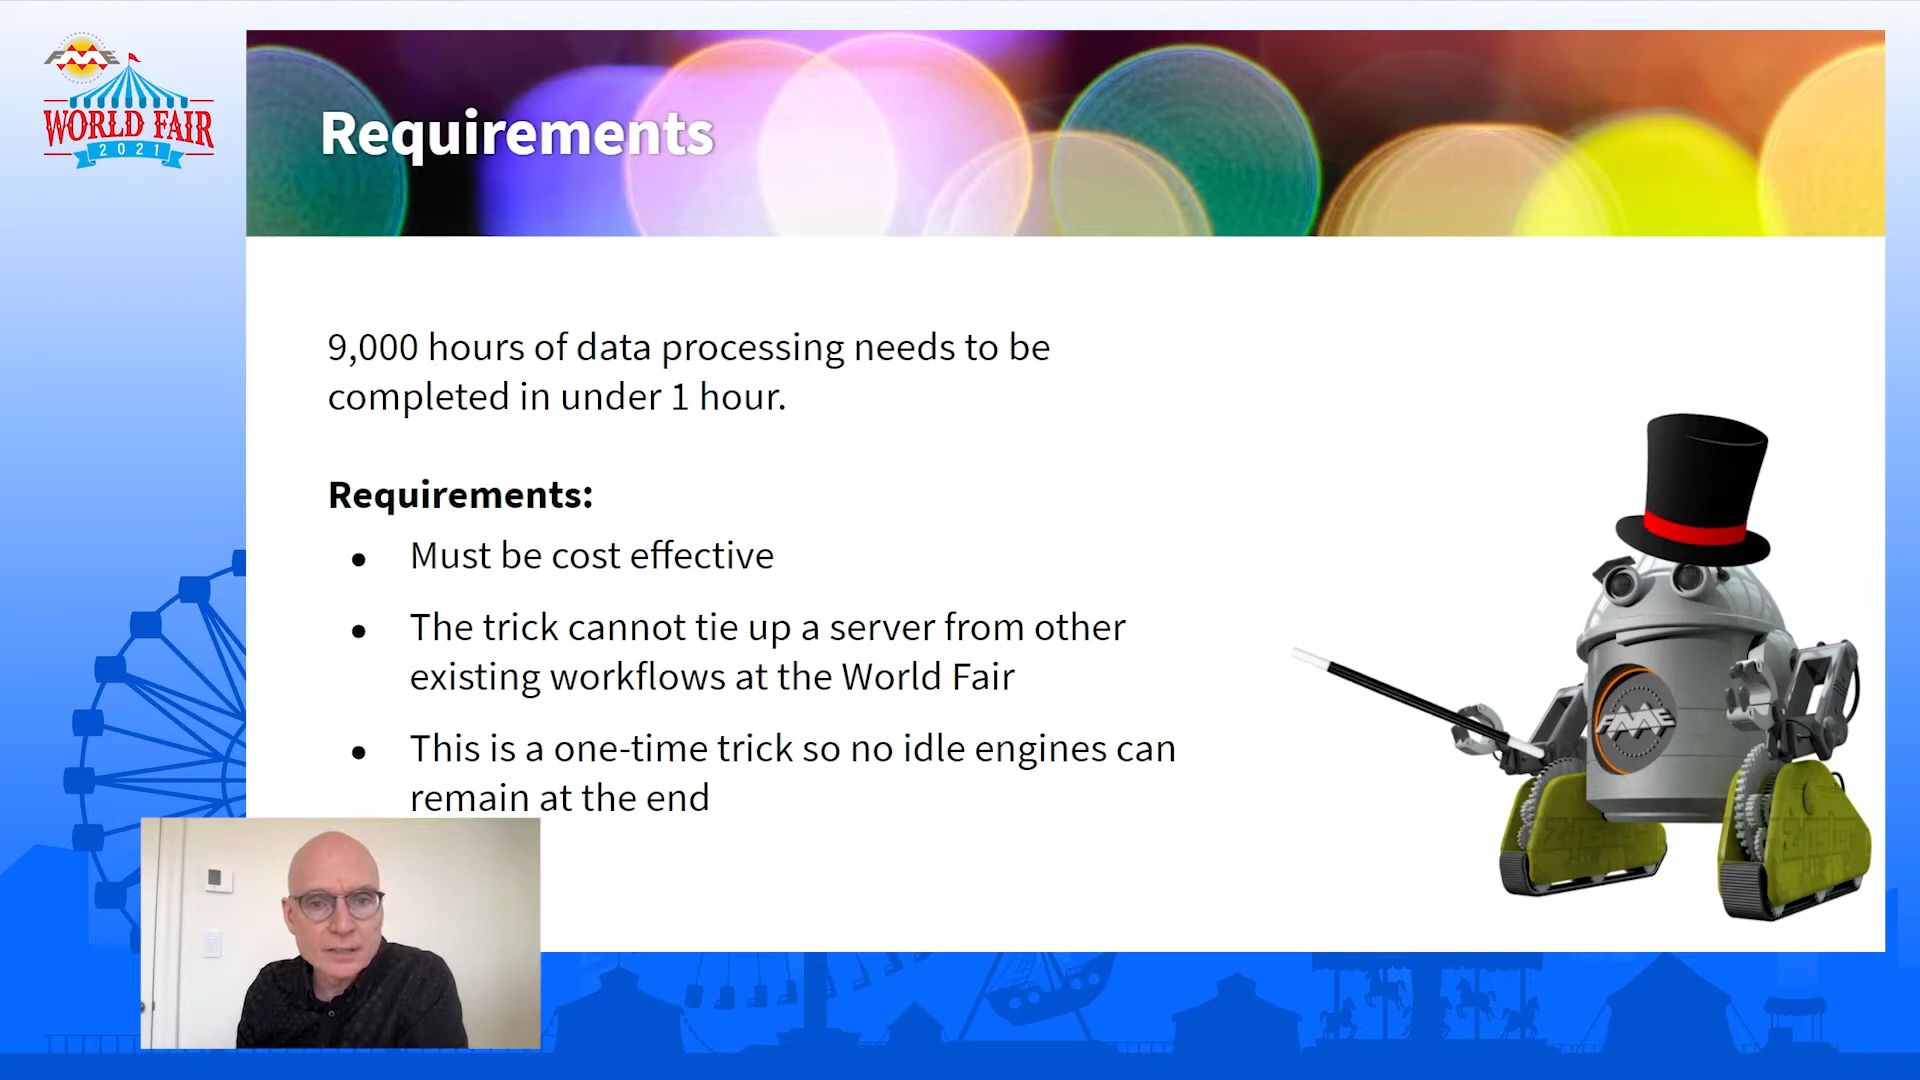 FME
WORLD FAIR
2021
Requirements
9,000 hours of data processing needs to be
completed in under 1 hour.
Requirements:
● Must be cost effective
● The trick cannot tie up a server from other
existing workflows at the World Fair
● This is a one-time trick so no idle engines can
remain at the end
FME